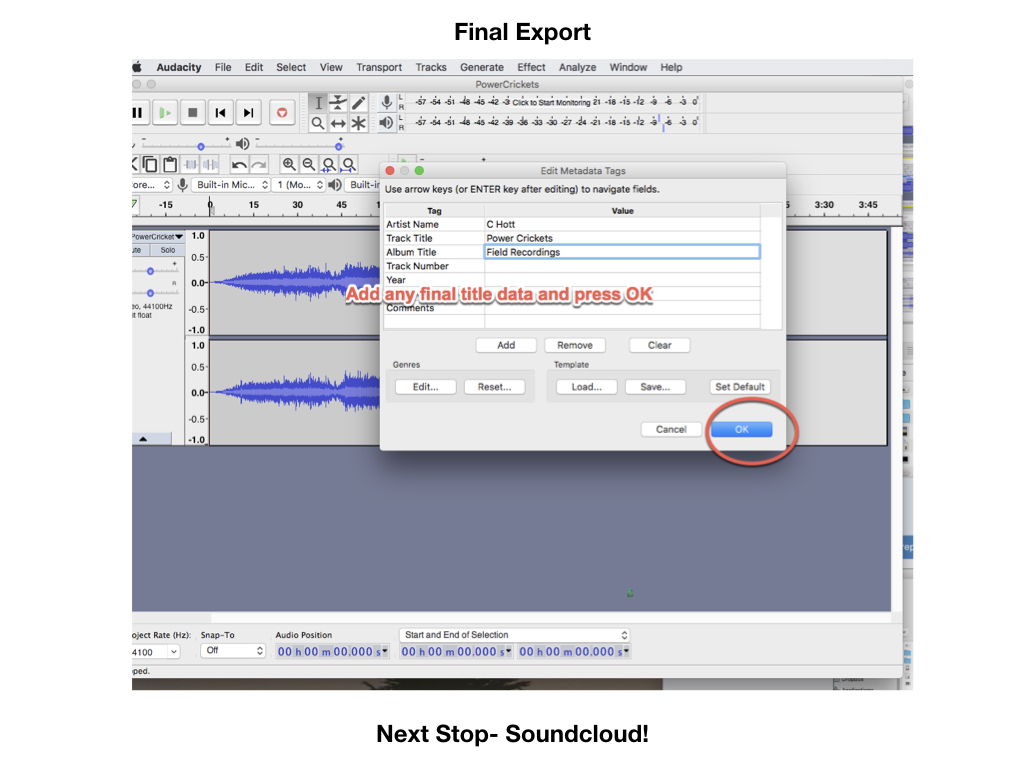 Final Export
Audacity File Edit Select View Transport Tracks Generate Effect Analyze Window Help
PowerCrickets
L
R
-57 -54 -51 -48 -45 -42 -3 Click to Start Monitoring 21 -18 -15 -12 -9 -6 -3 0
L
R
-57 -54 -51 -48 -45 -42 -39 -36 -33 -30 -27 -24 -21 -18 -15 -12 -9 -6 -3 0
- + - +
ore... Built-in Mic... 1 (Mo... Built-in
-15 0 15 30 45 3:30 3:45
Edit Metadata Tags
Use arrow keys (or ENTER key after editing) to navigate fields.
Tag Value
Artist Name C Hott
Track Title Power Crickets
Album Title Field Recordings
Track Number
Year
Add any final title data and press OK
Comments
Add Remove Clear
Genres Template
Edit... Reset... Load... Save... Set Default
Cancel OK
PowerCricket 1.0
ute Solo 0.5
0.0
R
eo, 44100Hz -0.5
it float
-1.0
1.0
0.5
0.0
-0.5
-1.0
oject Rate (Hz): Snap-To Audio Position Start and End of Selection
4100 Off 00 h 00 m 00.000 s 00 h 00 m 00.000 s 00 h 00 m 00.000 s
pped.
Next Stop- Soundcloud!